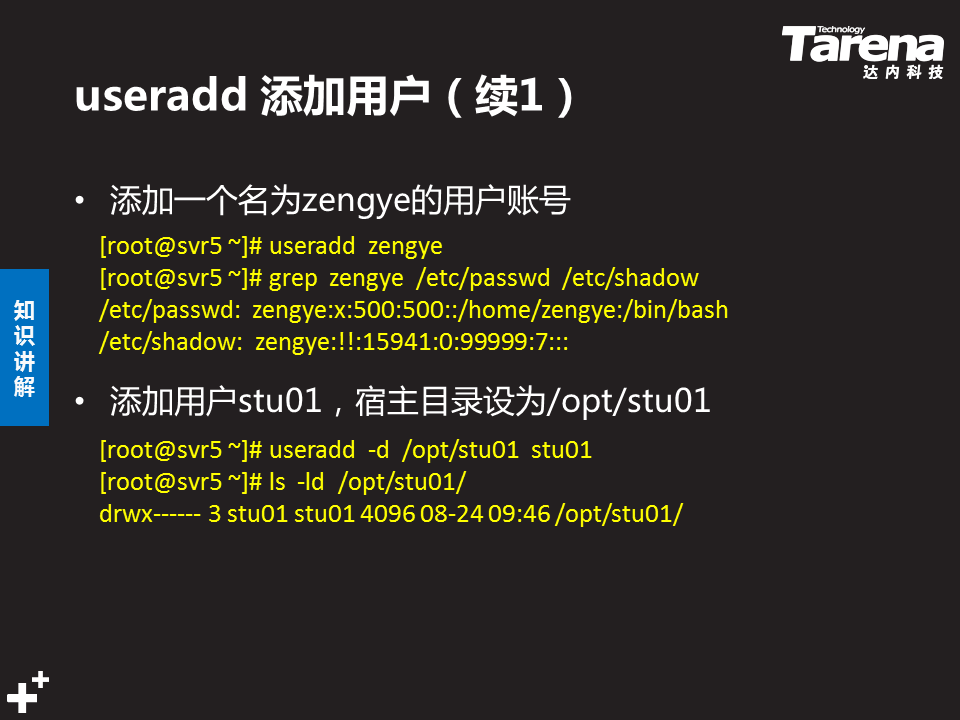 Technology
Tarena
达内科技
useradd 添加用户（续1）
• 添加一个名为zengye的用户账号
[root@svr5 ~]# useradd  zengye
[root@svr5 ~]# grep  zengye  /etc/passwd  /etc/shadow
/etc/passwd:  zengye:x:500:500::/home/zengye:/bin/bash
/etc/shadow:  zengye:!!:15941:0:99999:7:::
知识讲解
• 添加用户stu01，宿主目录设为/opt/stu01
[root@svr5 ~]# useradd  -d  /opt/stu01  stu01
[root@svr5 ~]# ls  -ld  /opt/stu01/
drwx------ 3 stu01 stu01 4096 08-24 09:46 /opt/stu01/